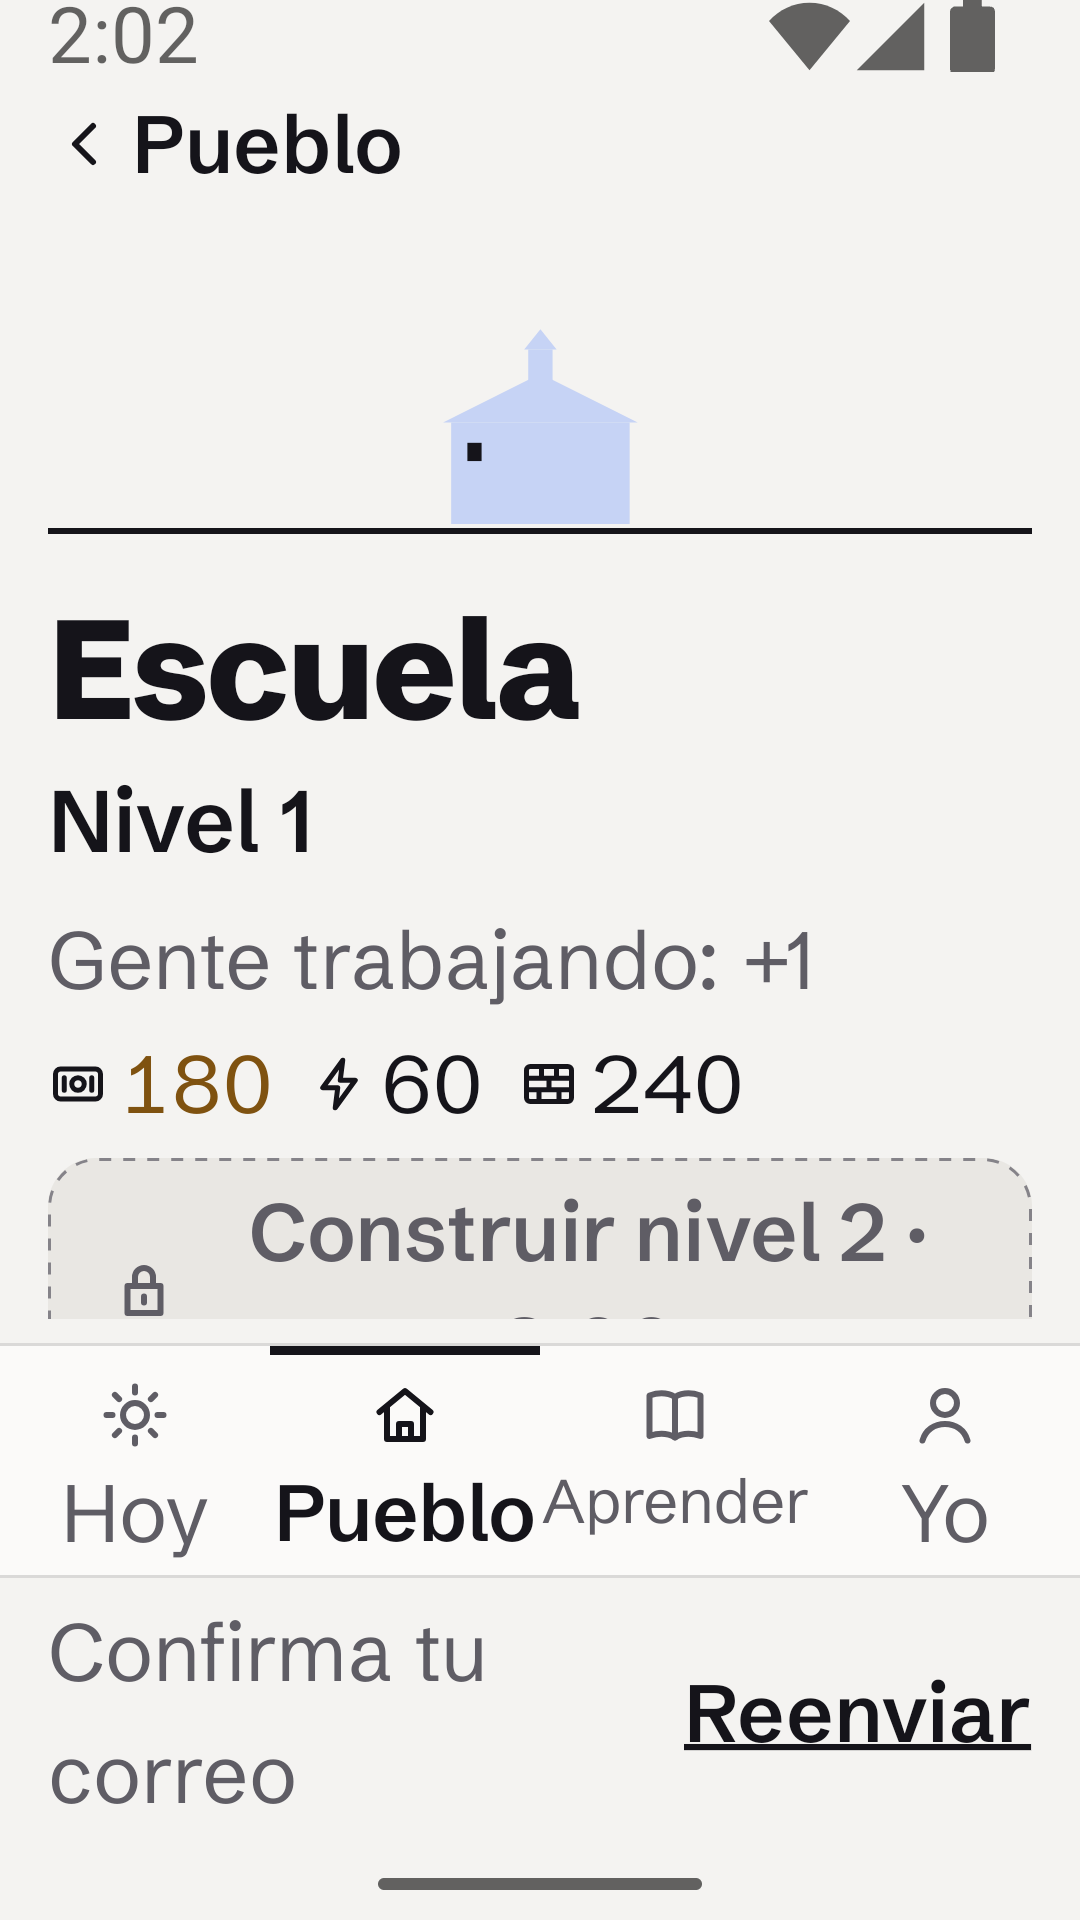 2:02
Pueblo
Escuela
Nivel 1
Gente trabajando: +1
180 60 240
Construir nivel 2 ·
Hoy Pueblo Aprender Yo
Confirma tu
correo
Reenviar